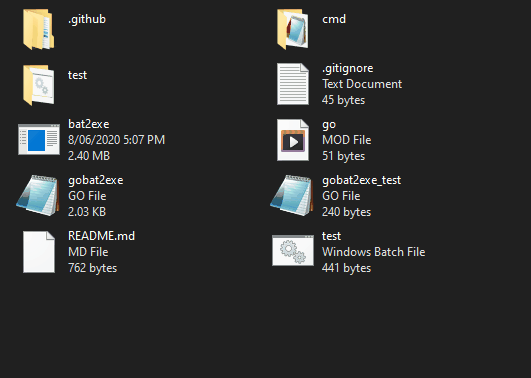 .github
cmd
test
.gitignore
Text Document
45 bytes
bat2exe
8/06/2020 5:07 PM
2.40 MB
go
MOD File
51 bytes
gobat2exe
GO File
2.03 KB
gobat2exe_test
GO File
240 bytes
README.md
MD File
762 bytes
test
Windows Batch File
441 bytes